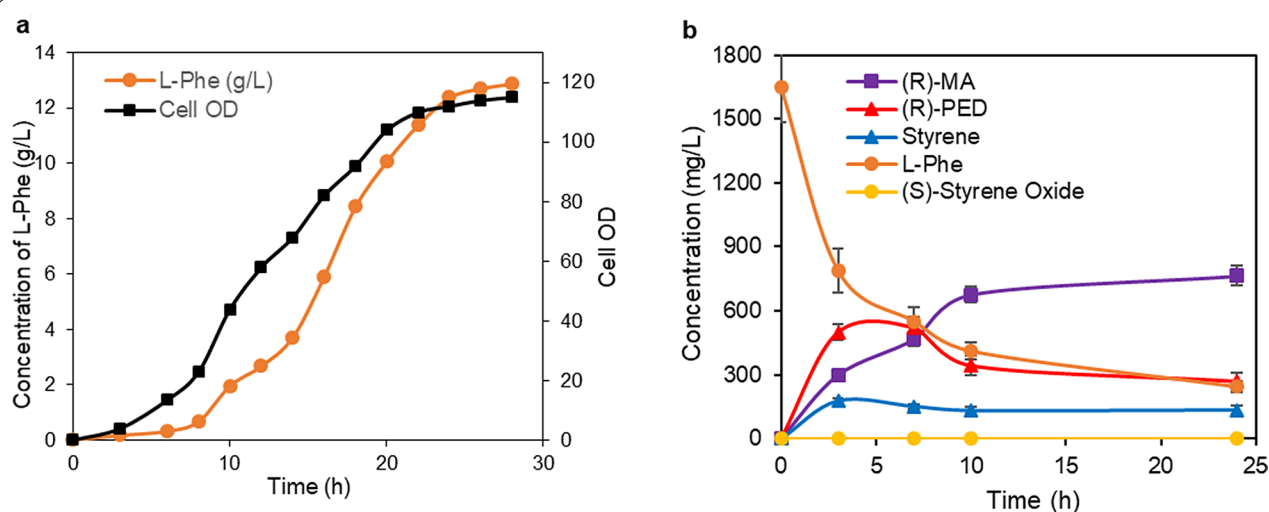 a
14
12
10
8
6
4
2
0
Concentration of L-Phe (g/L)
L-Phe (g/L)
Cell OD
120
100
80
60
40
20
0
Cell OD
0
10
20
30
Time (h)
b
1800
1500
1200
900
600
300
0
Concentration (mg/L)
(R)-MA
(R)-PED
Styrene
L-Phe
(S)-Styrene Oxide
0
5
10
15
20
25
Time (h)